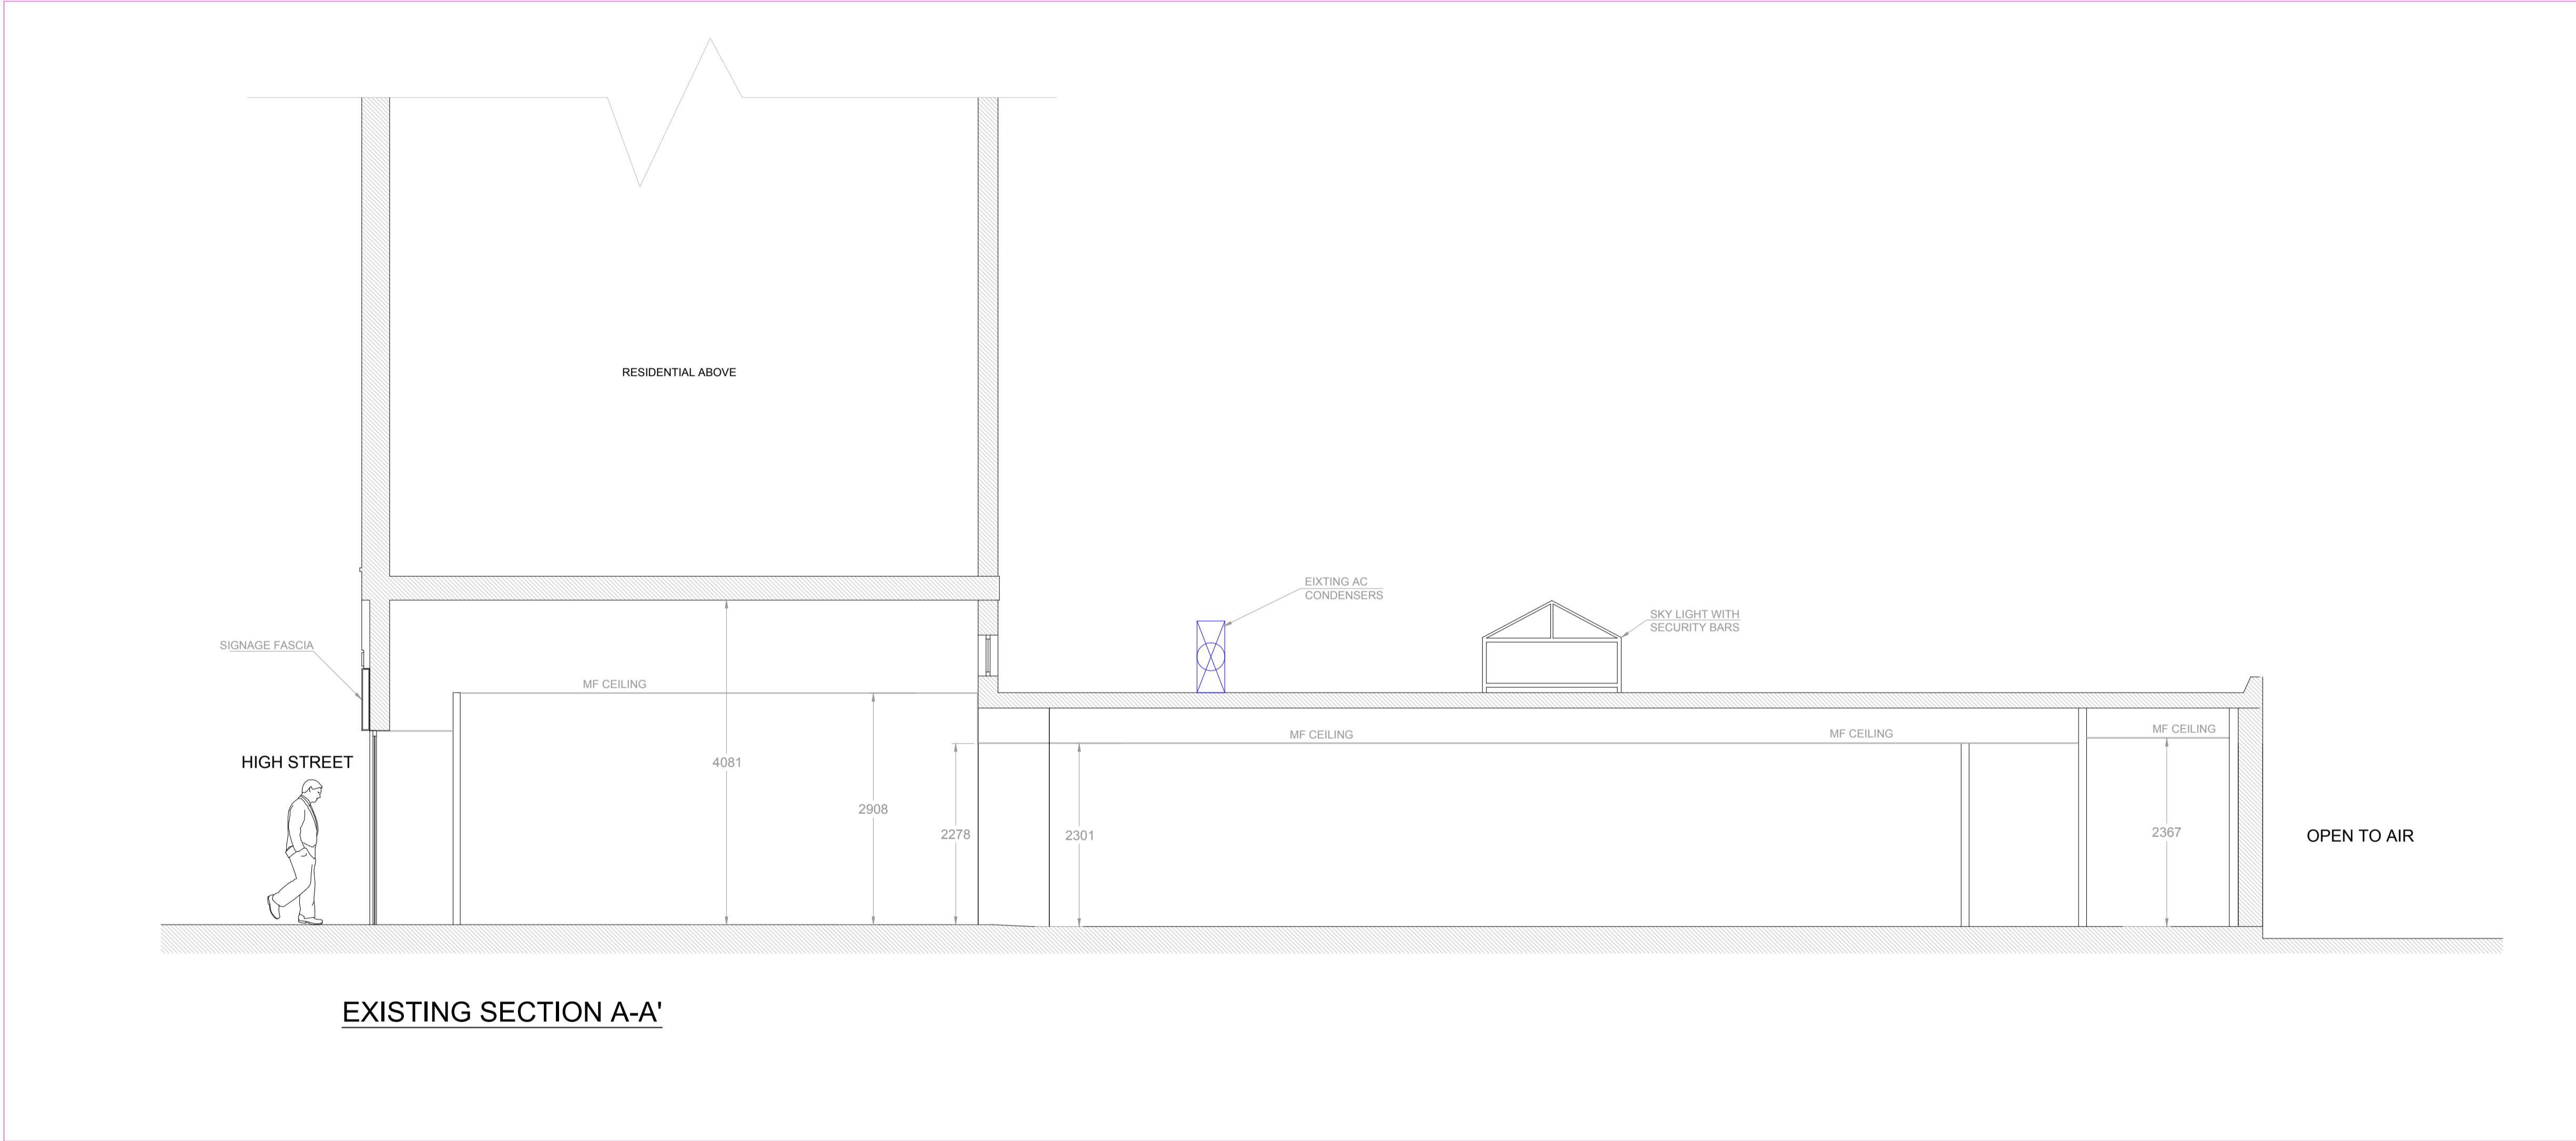 RESIDENTIAL ABOVE
EIXTING AC
CONDENSERS
SKY LIGHT WITH
SECURITY BARS
SIGNAGE FASCIA
MF CEILING
MF CEILING
MF CEILING
MF CEILING
HIGH STREET
4081
2908
2278
2301
2367
OPEN TO AIR
EXISTING SECTION A-A'